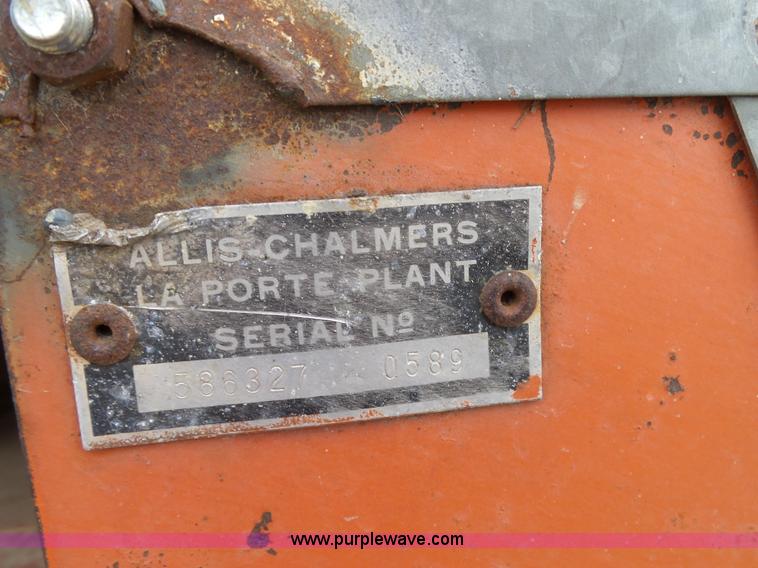 ALLIS-CHALMERS
LA PORTE PLANT
SERIAL Nº
586327 0589
www.purplewave.com